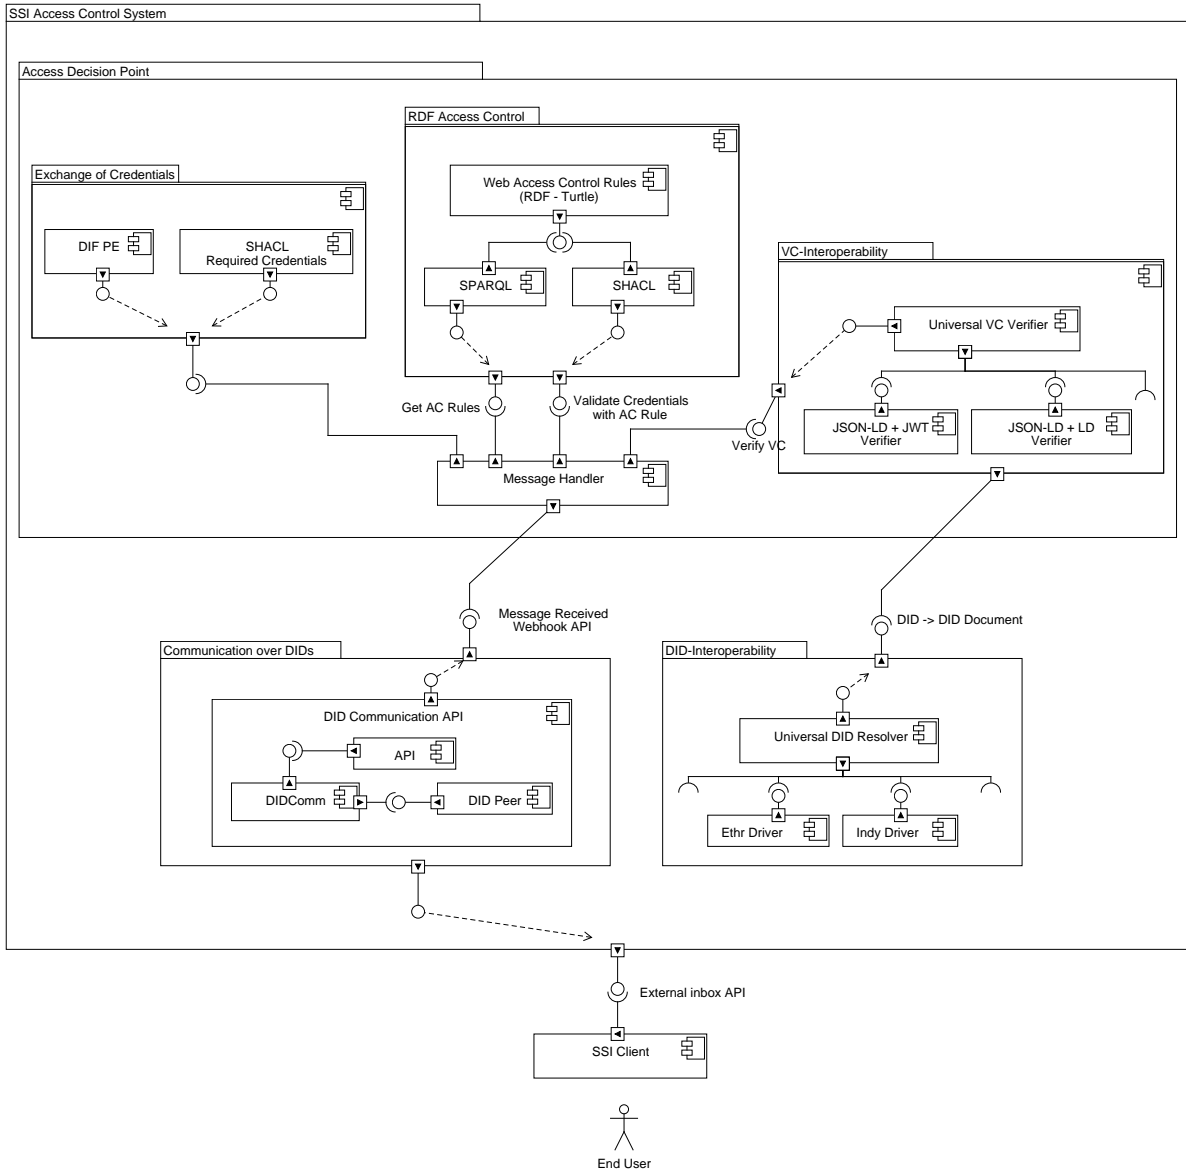 SSI Access Control System
Access Decision Point
RDF Access Control
Exchange of Credentials
Web Access Control Rules
(RDF - Turtle)
DIF PE
SHACL
Required Credentials
VC-Interoperability
SPARQL
SHACL
Universal VC Verifier
Get AC Rules
Validate Credentials
with AC Rule
JSON-LD + JWT
Verifier
JSON-LD + LD
Verifier
Verify VC
Message Handler
Message Received
Webhook API
DID -> DID Document
Communication over DIDs
DID-Interoperability
DID Communication API
Universal DID Resolver
API
DIDComm
DID Peer
Ethr Driver
Indy Driver
External inbox API
SSI Client
End User